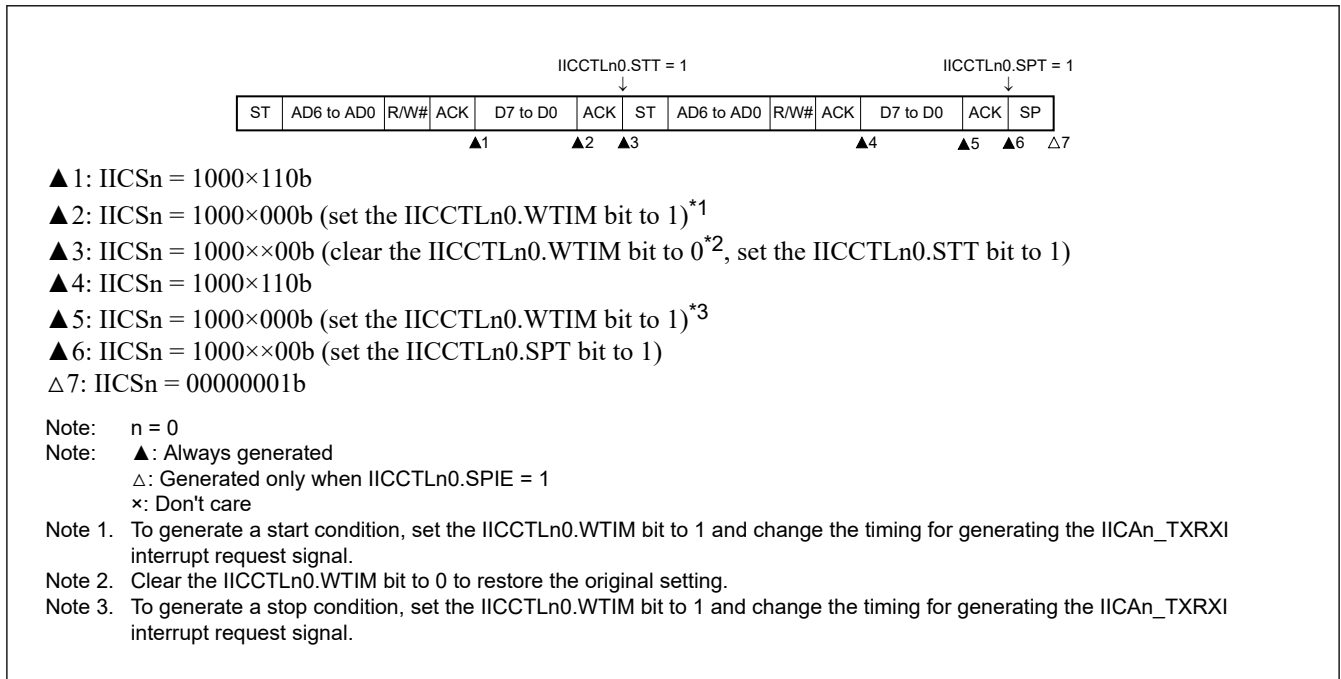 IICCTLn0.STT = 1 IICCTLn0.SPT = 1
↓ ↓
ST AD6 to AD0 R/W# ACK D7 to D0 ACK ST AD6 to AD0 R/W# ACK D7 to D0 ACK SP
▲1 ▲2 ▲3 ▲4 ▲5 ▲6 △7
▲1: IICSn = 1000×110b
▲2: IICSn = 1000×000b (set the IICCTLn0.WTIM bit to 1)*1
▲3: IICSn = 1000××00b (clear the IICCTLn0.WTIM bit to 0*2, set the IICCTLn0.STT bit to 1)
▲4: IICSn = 1000×110b
▲5: IICSn = 1000×000b (set the IICCTLn0.WTIM bit to 1)*3
▲6: IICSn = 1000××00b (set the IICCTLn0.SPT bit to 1)
△7: IICSn = 00000001b
Note: n = 0
Note: ▲: Always generated
△: Generated only when IICCTLn0.SPIE = 1
×: Don't care
Note 1. To generate a start condition, set the IICCTLn0.WTIM bit to 1 and change the timing for generating the IICAn_TXRXI
interrupt request signal.
Note 2. Clear the IICCTLn0.WTIM bit to 0 to restore the original setting.
Note 3. To generate a stop condition, set the IICCTLn0.WTIM bit to 1 and change the timing for generating the IICAn_TXRXI
interrupt request signal.